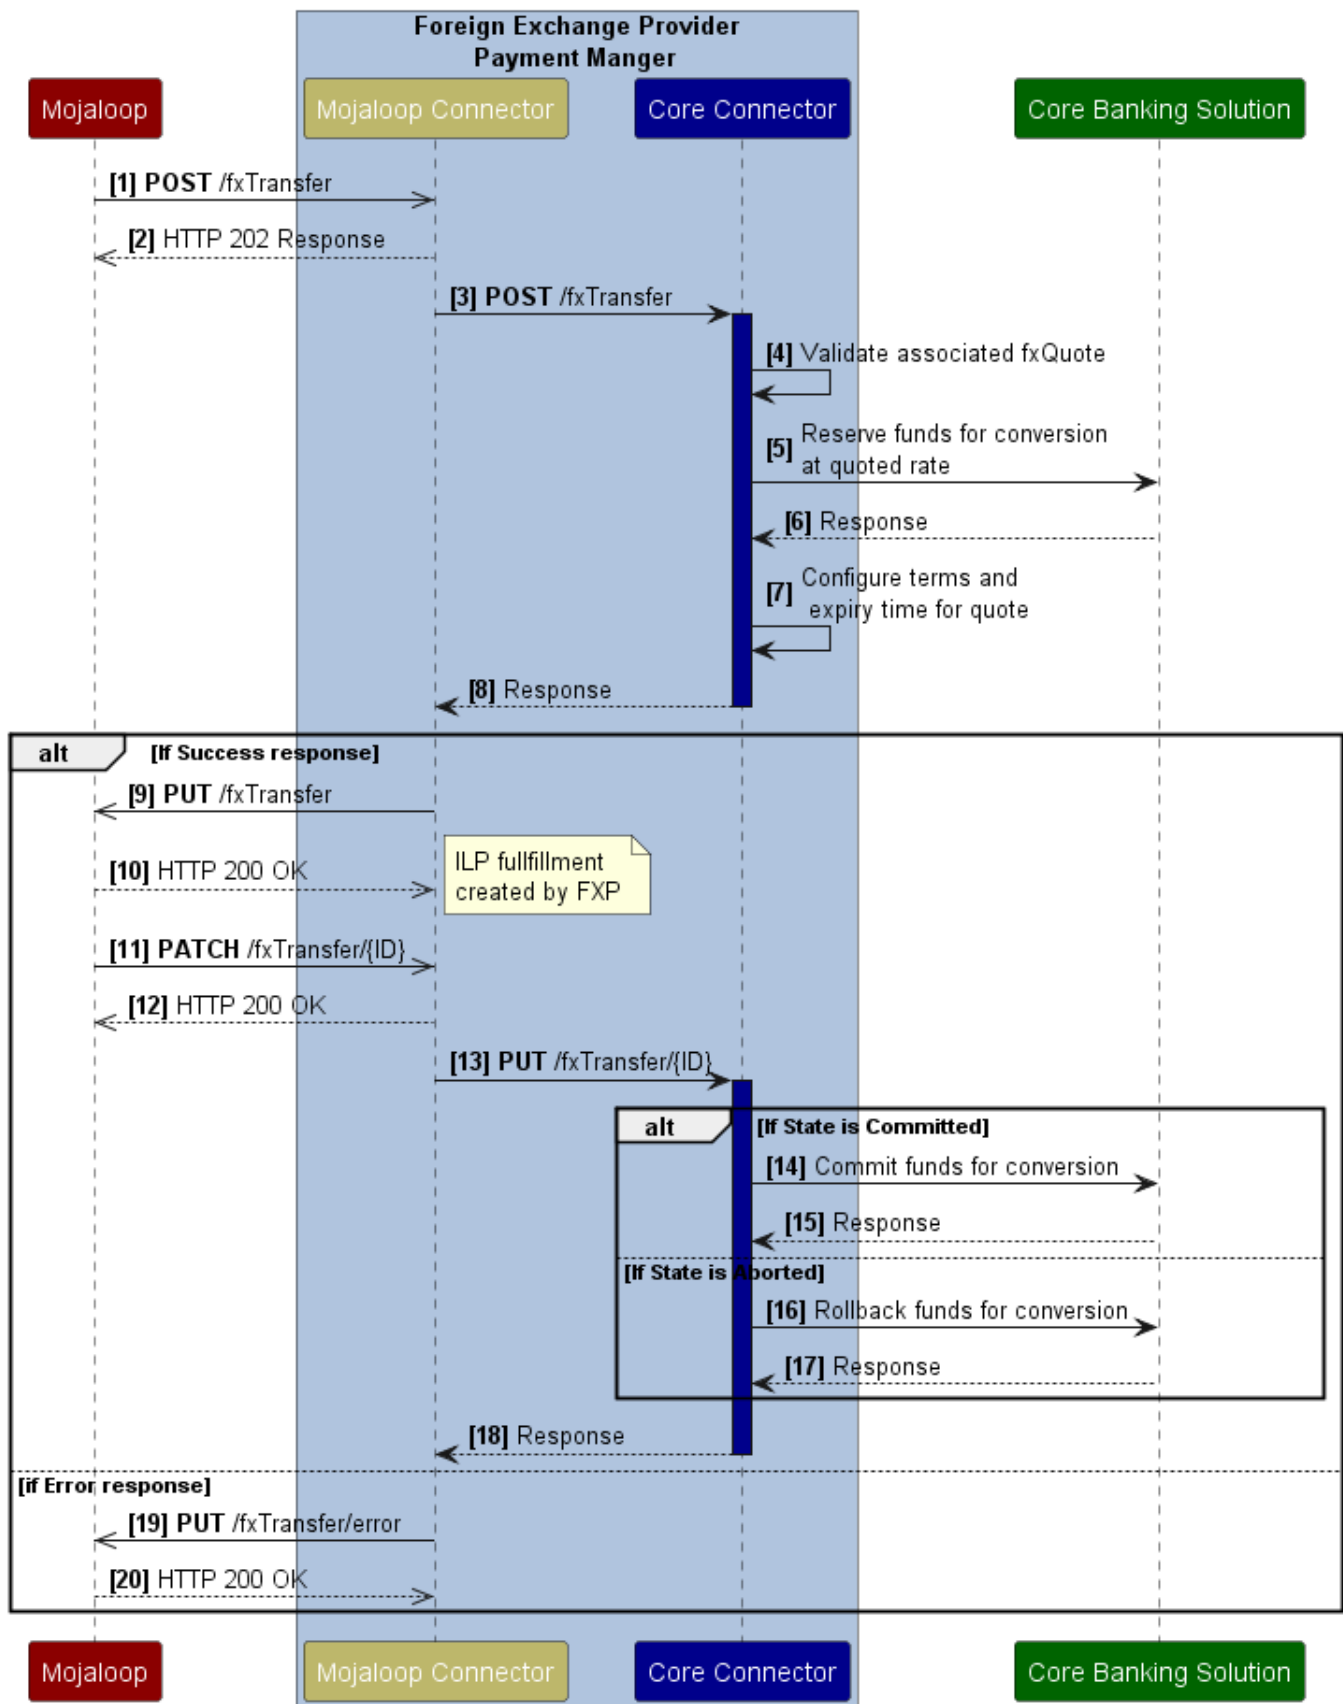 Foreign Exchange Provider
Payment Manger
Mojaloop
Mojaloop Connector
Core Connector
Core Banking Solution
[1] POST /fxTransfer
[2] HTTP 202 Response
[3] POST /fxTransfer
[4] Validate associated fxQuote
[5] Reserve funds for conversion
at quoted rate
[6] Response
[7] Configure terms and
expiry time for quote
[8] Response
alt [If Success response]
[9] PUT /fxTransfer
[10] HTTP 200 OK
ILP fullfillment
created by FXP
[11] PATCH /fxTransfer/{ID}
[12] HTTP 200 OK
[13] PUT /fxTransfer/{ID}
alt [If State is Committed]
[14] Commit funds for conversion
[15] Response
[If State is Aborted]
[16] Rollback funds for conversion
[17] Response
[18] Response
[if Error response]
[19] PUT /fxTransfer/error
[20] HTTP 200 OK
Mojaloop
Mojaloop Connector
Core Connector
Core Banking Solution